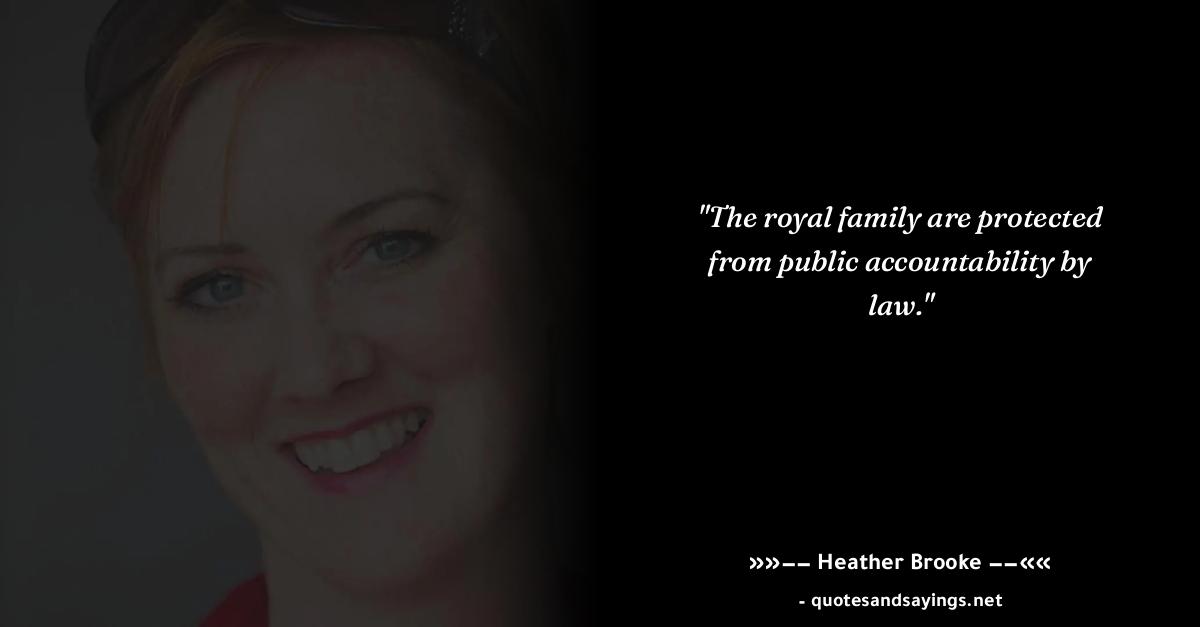 "The royal family are protected
from public accountability by
law."
»»–– Heather Brooke ––««
- quotesandsayings.net